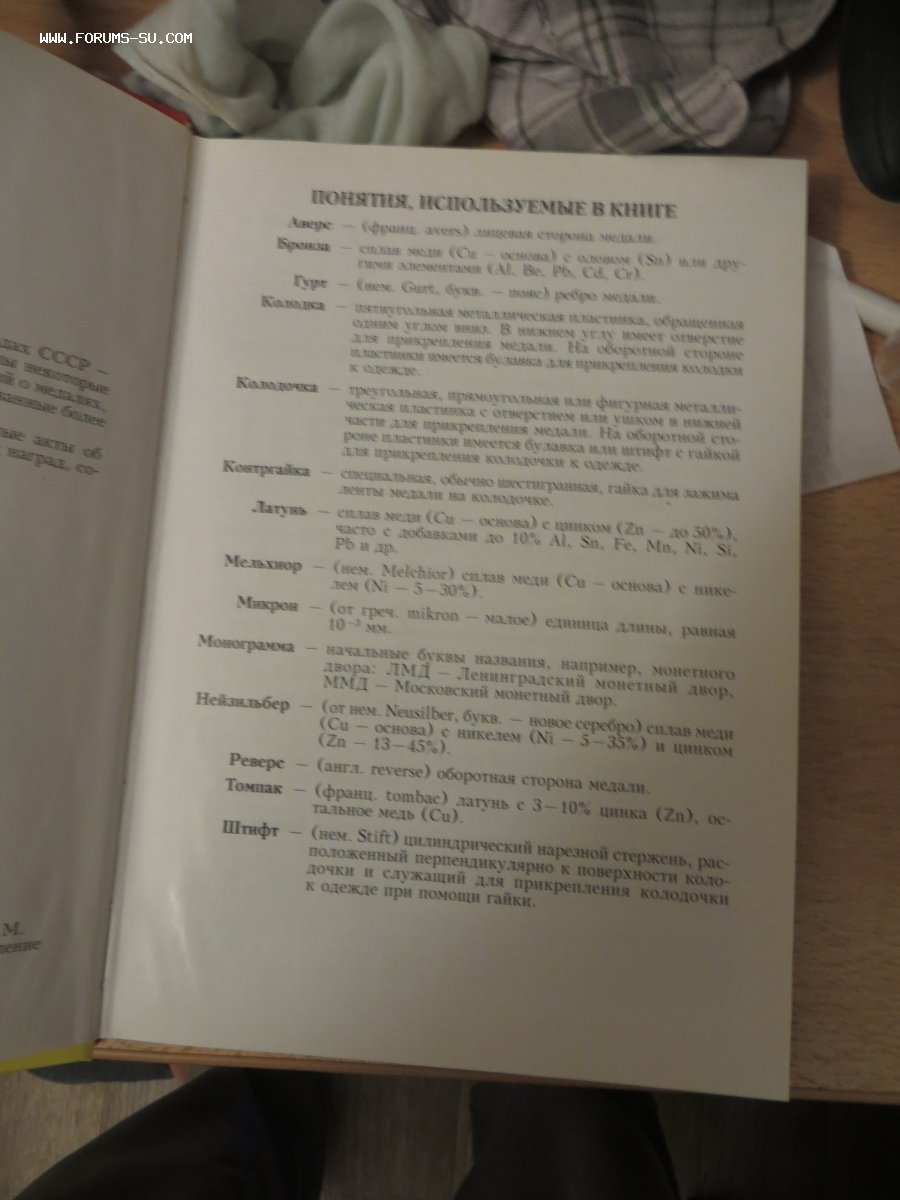 WWW.FORUMS-SU.COM
дах СССР –
ны некоторые
й о медалях,
занные более
ные акты об
наград, со-
М.
ление
ПОНЯТИЯ, ИСПОЛЬЗУЕМЫЕ В КНИГЕ
Аверс — (франц. avers) лицевая сторона медали.
Бронза — сплав меди (Cu — основа) с оловом (Sn) или дру-
гими элементами (Al, Be, Pb, Cd, Cr).
Гурт — (нем. Gurt, букв. — пояс) ребро медали.
Колодка — пятиугольная металлическая пластинка, обращенная
одним углом вниз. В нижнем углу имеет отверстие
для прикрепления медали. На оборотной стороне
пластинки имеется булавка для прикрепления колодки
к одежде.
Колодочка — треугольная, прямоугольная или фигурная металли-
ческая пластинка с отверстием или ушком в нижней
части для прикрепления медали. На оборотной сто-
роне пластинки имеется булавка или штифт с гайкой
для прикрепления колодочки к одежде.
Контргайка — специальная, обычно шестигранная, гайка для зажима
ленты медали на колодочке.
Латунь — сплав меди (Cu — основа) с цинком (Zn — до 50%),
часто с добавками до 10% Al, Sn, Fe, Mn, Ni, Si,
Pb и др.
Мельхиор — (нем. Melchior) сплав меди (Cu — основа) с нике-
лем (Ni — 5—30%).
Микрон — (от греч. mikron — малое) единица длины, равная
10⁻³ мм.
Монограмма — начальные буквы названия, например, монетного
двора: ЛМД — Ленинградский монетный двор,
ММД — Московский монетный двор.
Нейзильбер — (от нем. Neusilber, букв. — новое серебро) сплав меди
(Cu — основа) с никелем (Ni — 5—35%) и цинком
(Zn — 13—45%).
Реверс — (англ. reverse) оборотная сторона медали.
Томпак — (франц. tombac) латунь с 3—10% цинка (Zn), ос-
тальное медь (Cu).
Штифт — (нем. Stift) цилиндрический нарезной стержень, рас-
положенный перпендикулярно к поверхности коло-
дочки и служащий для прикрепления колодочки
к одежде при помощи гайки.